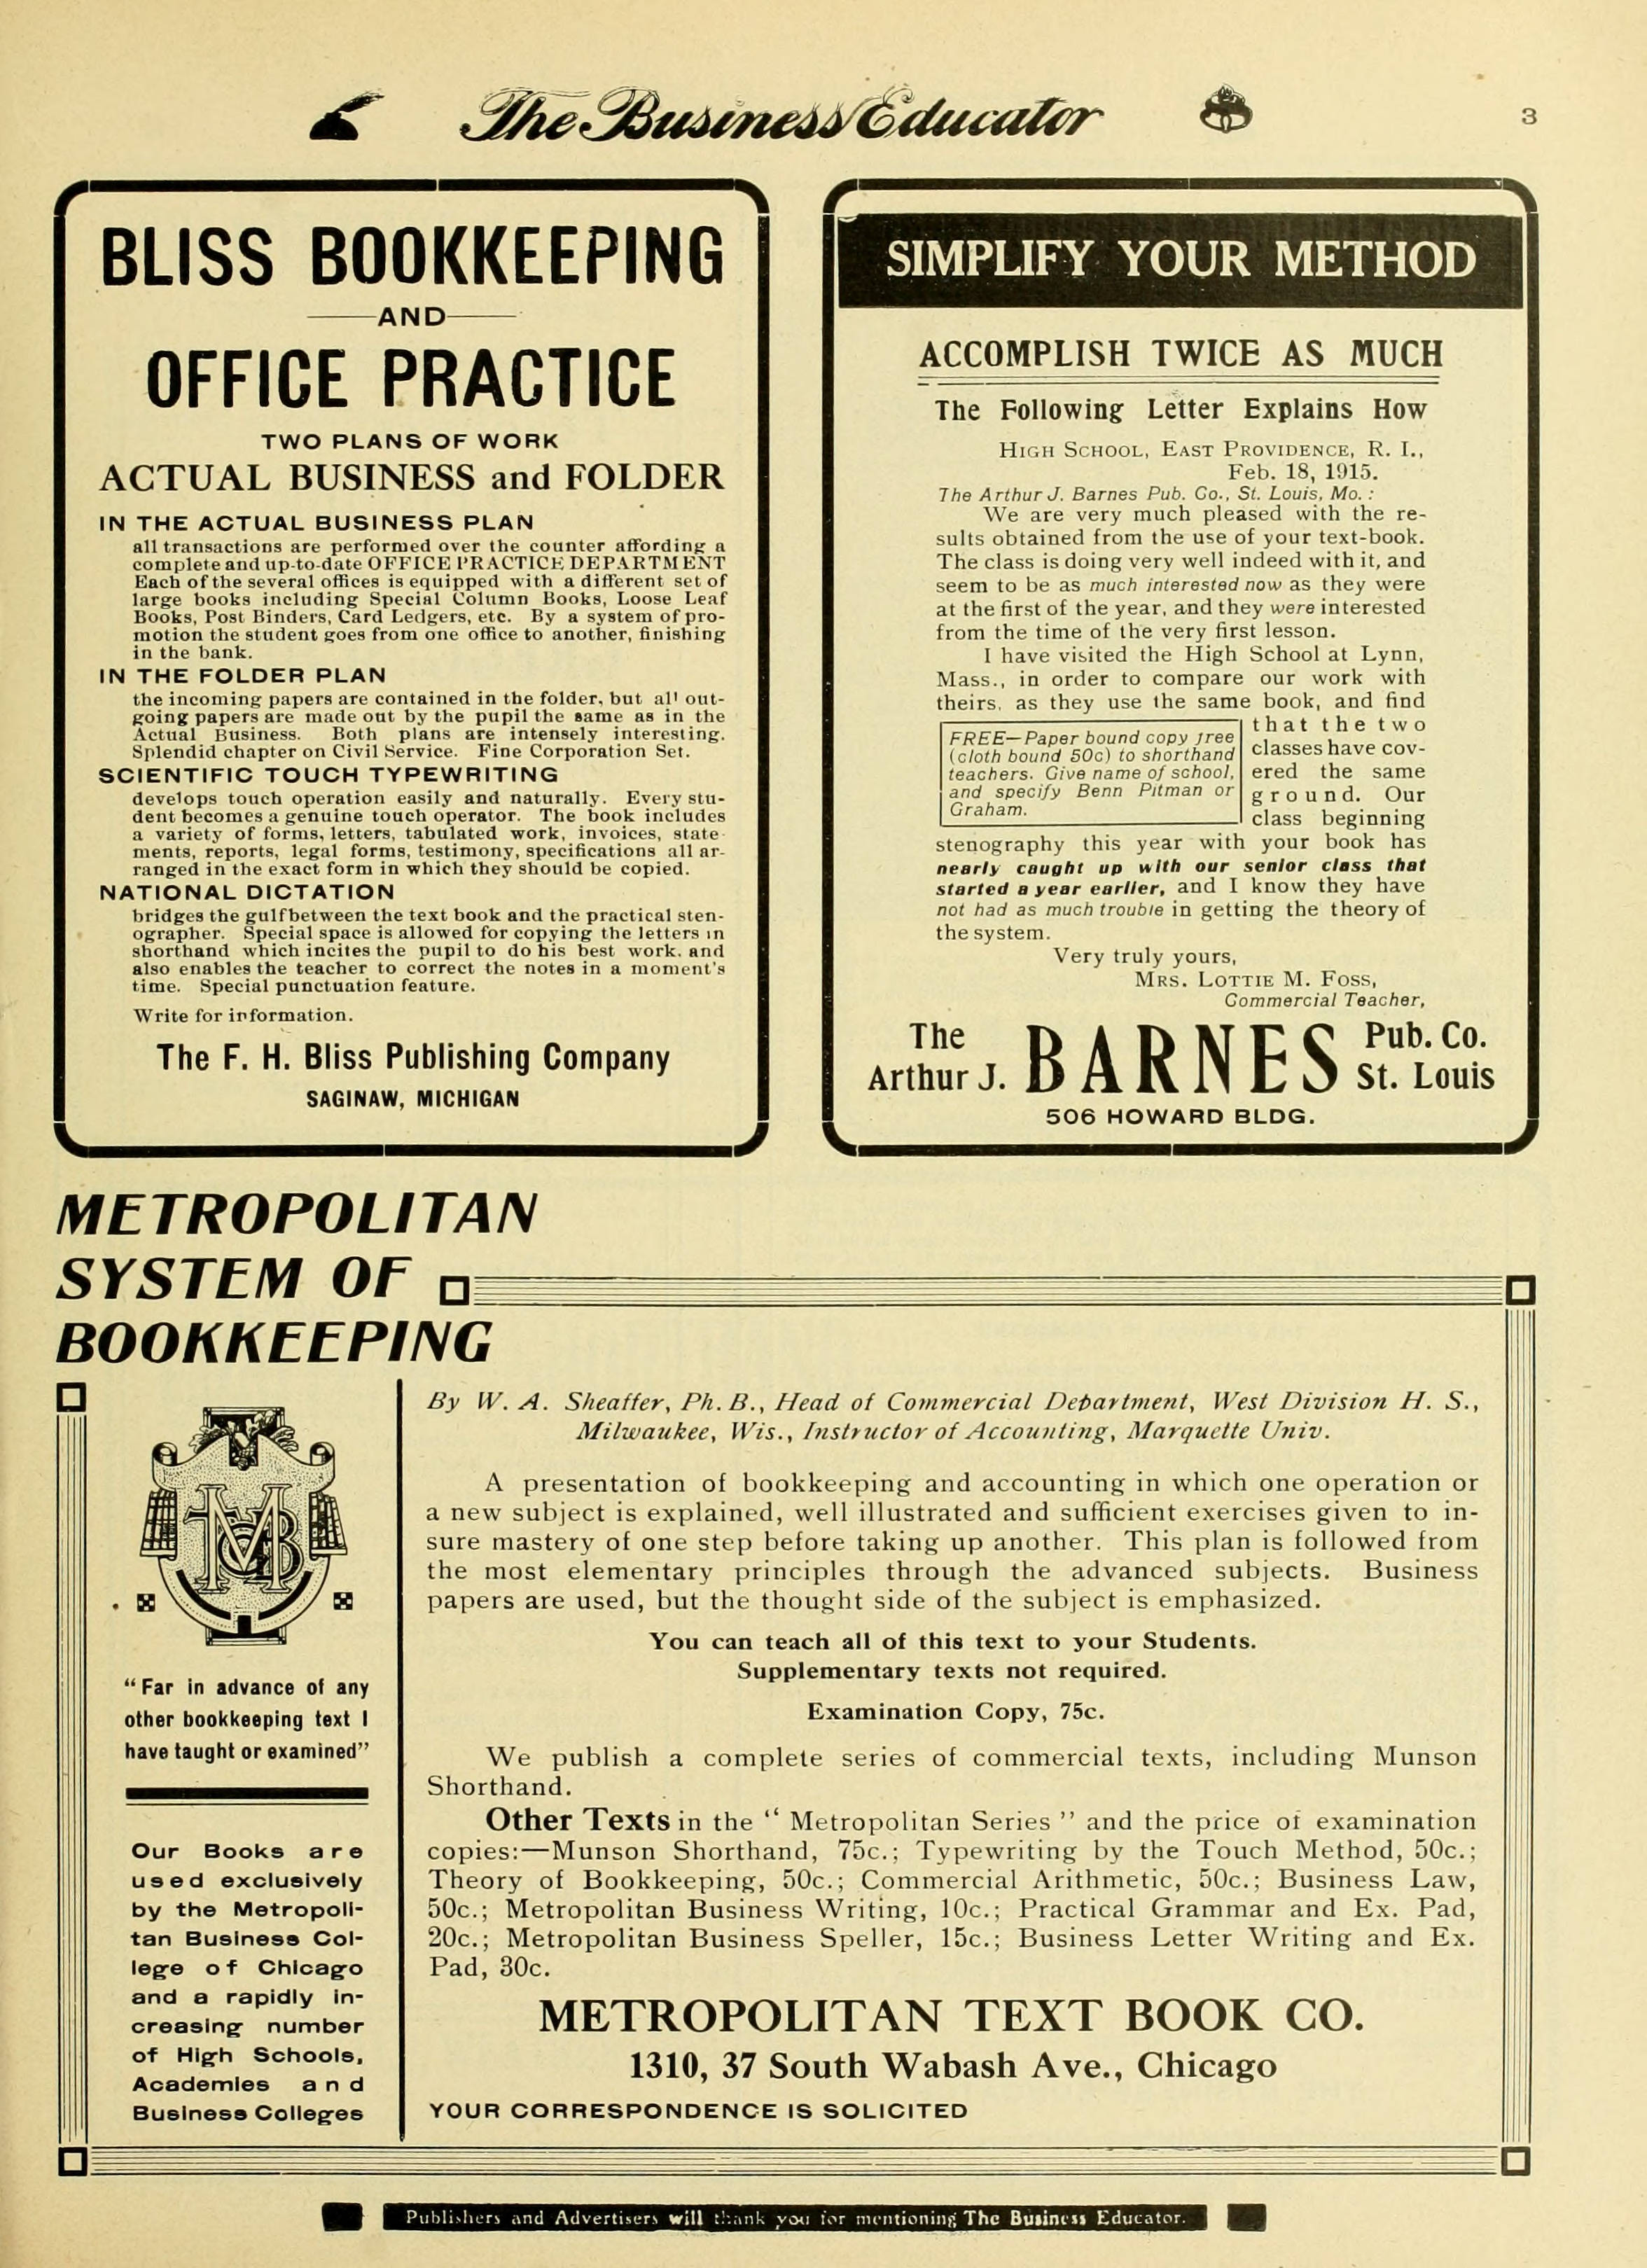 The Business Educator
3
BLISS BOOKKEEPING
AND
OFFICE PRACTICE
TWO PLANS OF WORK
ACTUAL BUSINESS and FOLDER
IN THE ACTUAL BUSINESS PLAN
all transactions are performed over the counter affording a
complete and up-to-date OFFICE PRACTICE DEPARTMENT
Each of the several offices is equipped with a different set of
large books including Special Column Books, Loose Leaf
Books, Post Binders, Card Ledgers, etc. By a system of pro-
motion the student goes from one office to another, finishing
in the bank.
IN THE FOLDER PLAN
the incoming papers are contained in the folder, but all out-
going papers are made out by the pupil the same as in the
Actual Business. Both plans are intensely interesting.
Splendid chapter on Civil Service. Fine Corporation Set.
SCIENTIFIC TOUCH TYPEWRITING
develops touch operation easily and naturally. Every stu-
dent becomes a genuine touch operator. The book includes
a variety of forms, letters, tabulated work, invoices, state-
ments, reports, legal forms, testimony, specifications all ar-
ranged in the exact form in which they should be copied.
NATIONAL DICTATION
bridges the gulf between the text book and the practical sten-
ographer. Special space is allowed for copying the letters in
shorthand which incites the pupil to do his best work. and
also enables the teacher to correct the notes in a moment's
time. Special punctuation feature.
Write for information.
The F. H. Bliss Publishing Company
SAGINAW, MICHIGAN
SIMPLIFY YOUR METHOD
ACCOMPLISH TWICE AS MUCH
The Following Letter Explains How
HIGH SCHOOL, EAST PROVIDENCE, R. I.,
Feb. 18, 1915.
The Arthur J. Barnes Pub. Co., St. Louis, Mo. :
We are very much pleased with the re-
sults obtained from the use of your text-book.
The class is doing very well indeed with it, and
seem to be as much interested now as they were
at the first of the year, and they were interested
from the time of the very first lesson.
I have visited the High School at Lynn,
Mass., in order to compare our work with
theirs, as they use the same book, and find
that the two
classes have cov-
ered the same
ground. Our
class beginning
FREE—Paper bound copy free
(cloth bound 50c) to shorthand
teachers. Give name of school,
and specify Benn Pitman or
Graham.
stenography this year with your book has
nearly caught up with our senior class that
started a year earlier, and I know they have
not had as much trouble in getting the theory of
the system.
Very truly yours,
MRS. LOTTIE M. FOSS,
Commercial Teacher,
The Arthur J. BARNES Pub. Co. St. Louis
506 HOWARD BLDG.
METROPOLITAN
SYSTEM OF
BOOKKEEPING
MBC
"Far in advance of any
other bookkeeping text I
have taught or examined"
Our Books are
used exclusively
by the Metropoli-
tan Business Col-
lege of Chicago
and a rapidly in-
creasing number
of High Schools,
Academies and
Business Colleges
By W. A. Sheaffer, Ph. B., Head of Commercial Department, West Division H. S.,
Milwaukee, Wis., Instructor of Accounting, Marquette Univ.
A presentation of bookkeeping and accounting in which one operation or
a new subject is explained, well illustrated and sufficient exercises given to in-
sure mastery of one step before taking up another. This plan is followed from
the most elementary principles through the advanced subjects. Business
papers are used, but the thought side of the subject is emphasized.
You can teach all of this text to your Students.
Supplementary texts not required.
Examination Copy, 75c.
We publish a complete series of commercial texts, including Munson
Shorthand.
Other Texts in the " Metropolitan Series " and the price of examination
copies:—Munson Shorthand, 75c.; Typewriting by the Touch Method, 50c.;
Theory of Bookkeeping, 50c.; Commercial Arithmetic, 50c.; Business Law,
50c.; Metropolitan Business Writing, 10c.; Practical Grammar and Ex. Pad,
20c.; Metropolitan Business Speller, 15c.; Business Letter Writing and Ex.
Pad, 30c.
METROPOLITAN TEXT BOOK CO.
1310, 37 South Wabash Ave., Chicago
YOUR CORRESPONDENCE IS SOLICITED
Publishers and Advertisers will thank you for mentioning The Business Educator.